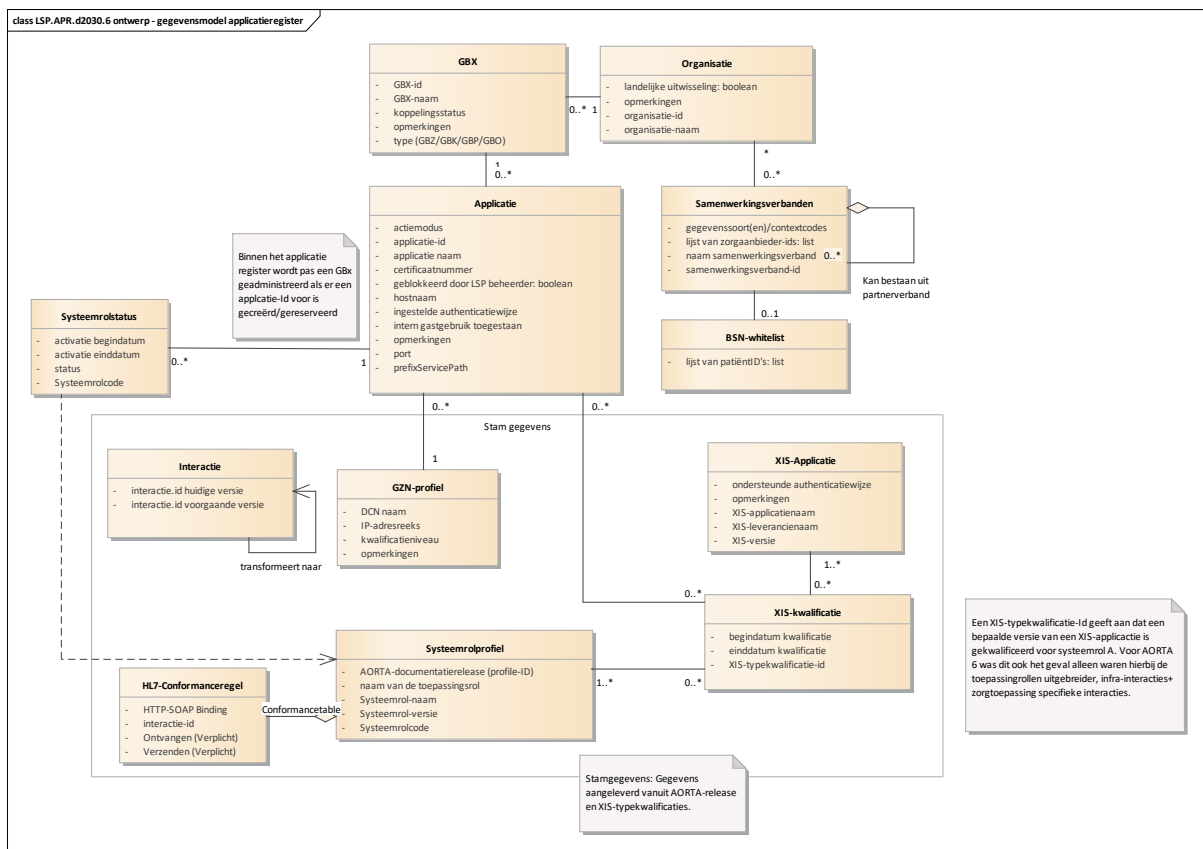 class LSP.APR.d2030.6 ontwerp - gegevensmodel applicatieregister
GBX
- GBX-id
- GBX-naam
- koppelingsstatus
- opmerkingen
- type (GBZ/GBK/GBP/GBO)
0..*
1
Organisatie
- landelijke uitwisseling: boolean
- opmerkingen
- organisatie-id
- organisatie-naam
1
0..*
*
0..*
Applicatie
- actiemodus
- applicatie-id
- applicatie naam
- certificaatnummer
- geblokkeerd door LSP beheerder: boolean
- hostnaam
- ingestelde authenticatiewijze
- intern gastgebruik toegestaan
- opmerkingen
- port
- prefixServicePath
Samenwerkingsverbanden
- gegevenssoort(en)/contextcodes
- lijst van zorgaanbieder-ids: list
- naam samenwerkingsverband
- samenwerkingsverband-id
0..*
Kan bestaan uit
partnerverband
0..1
BSN-whitelist
- lijst van patiëntID's: list
Binnen het applicatie
register wordt pas een GBx
geadministreerd als er een
applcatie-Id voor is
gecreërd/gereserveerd
Systeemrolstatus
- activatie begindatum
- activatie einddatum
- status
- Systeemrolcode
0..*
1
0..*
0..*
Stam gegevens
Interactie
- interactie.id huidige versie
- interactie.id voorgaande versie
transformeert naar
1
GZN-profiel
- DCN naam
- IP-adresreeks
- kwalificatieniveau
- opmerkingen
XIS-Applicatie
- ondersteunde authenticatiewijze
- opmerkingen
- XIS-applicatienaam
- XIS-leverancienaam
- XIS-versie
1..*
0..*
0..*
XIS-kwalificatie
- begindatum kwalificatie
- einddatum kwalificatie
- XIS-typekwalificatie-id
Een XIS-typekwalificatie-Id geeft aan dat een
bepaalde versie van een XIS-applicactie is
gekwalificeerd voor systeemrol A. Voor AORTA
6 was dit ook het geval alleen waren hierbij de
toepassingrollen uitgebreider, infra-interacties+
zorgtoepassing specifieke interacties.
Systeemrolprofiel
- AORTA-documentatierelease (profile-ID)
- naam van de toepassingsrol
- Systeemrol-naam
- Systeemrol-versie
- Systeemrolcode
1..*
0..*
HL7-Conformanceregel
- HTTP-SOAP Binding
- interactie-id
- Ontvangen (Verplicht)
- Verzenden (Verplicht)
Conformancetable
Stamgegevens: Gegevens
aangeleverd vanuit AORTA-release
en XIS-typekwalificaties.